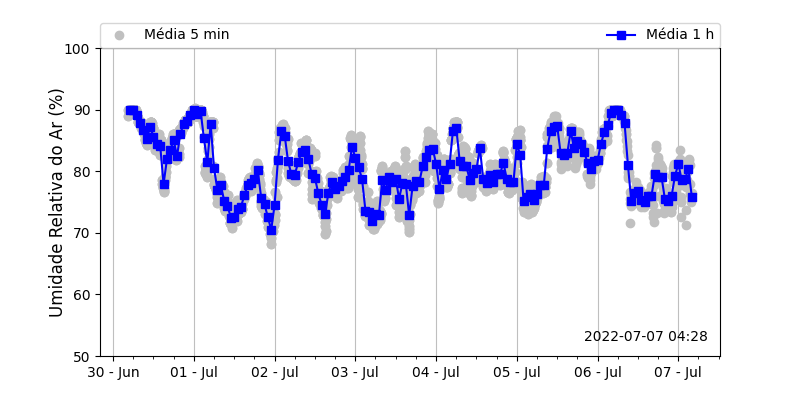 Média 5 min
Média 1 h
Umidade Relativa do Ar (%)
100
90
80
70
60
50
2022-07-07 04:28
30 - Jun
01 - Jul
02 - Jul
03 - Jul
04 - Jul
05 - Jul
06 - Jul
07 - Jul